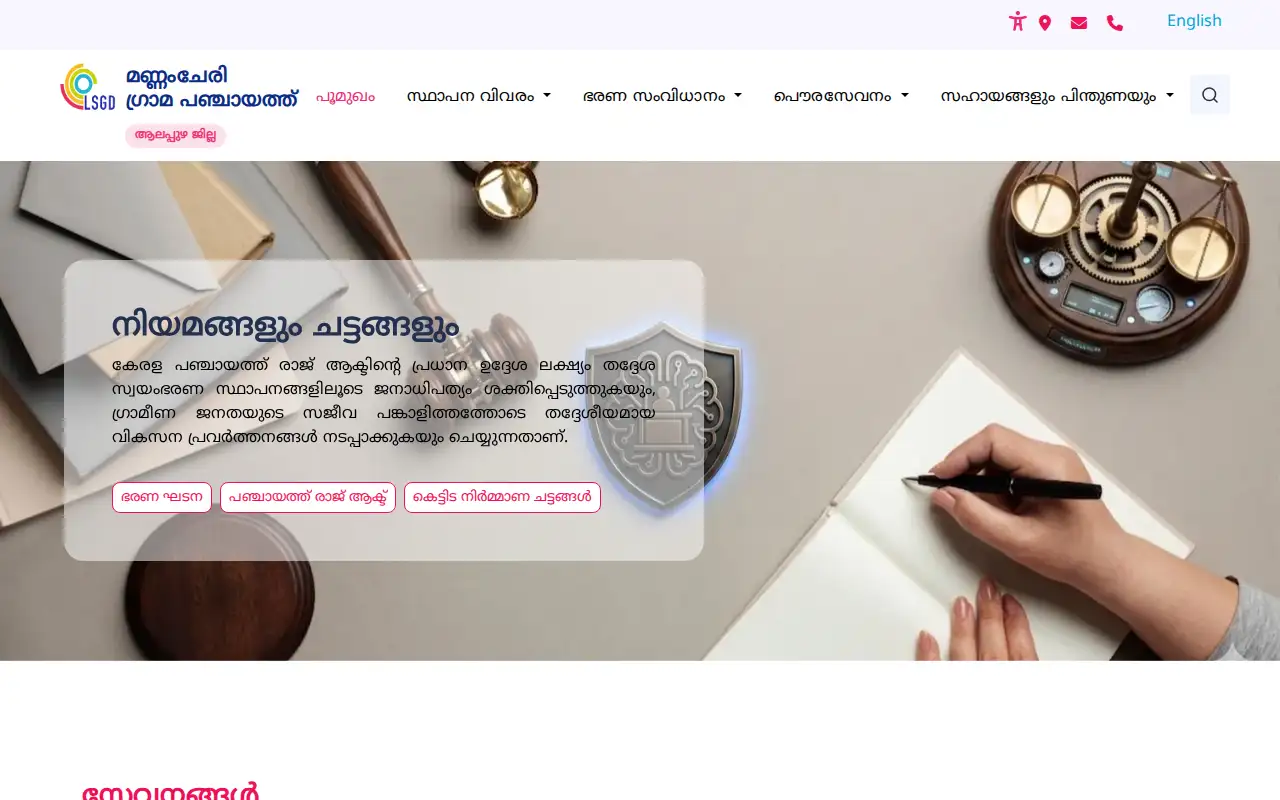 English
മണ്ണംചേരി
ഗ്രാമ പഞ്ചായത്ത്
LSGD
ആലപ്പുഴ ജില്ല
പൂമുഖം
സ്ഥാപന വിവരം
ഭരണ സംവിധാനം
പൌരസേവനം
സഹായങ്ങളും പിന്തുണയും
നിയമങ്ങളും ചട്ടങ്ങളും
കേരള പഞ്ചായത്ത് രാജ് ആക്ടിന്റെ പ്രധാന ഉദ്ദേശ ലക്ഷ്യം തദ്ദേശ
സ്വയംഭരണ സ്ഥാപനങ്ങളിലൂടെ ജനാധിപത്യം ശക്തിപ്പെടുത്തുകയും,
ഗ്രാമീണ ജനതയുടെ സജീവ പങ്കാളിത്തത്തോടെ തദ്ദേശീയമായ
വികസന പ്രവർത്തനങ്ങൾ നടപ്പാക്കുകയും ചെയ്യുന്നതാണ്.
ഭരണ ഘടന
പഞ്ചായത്ത് രാജ് ആക്ട്
കെട്ടിട നിർമ്മാണ ചട്ടങ്ങൾ
സേവനങ്ങൾ